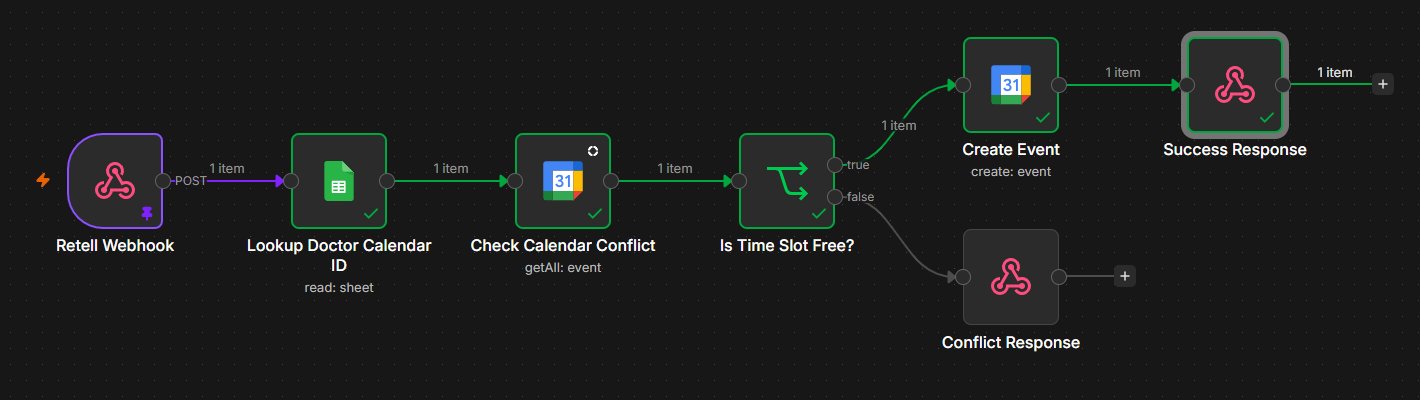 Retell Webhook
POST
1 item
Lookup Doctor Calendar
ID
read: sheet
1 item
31
Check Calendar Conflict
getAll: event
1 item
Is Time Slot Free?
true
false
1 item
31
Create Event
create: event
1 item
Success Response
1 item
+
Conflict Response
+